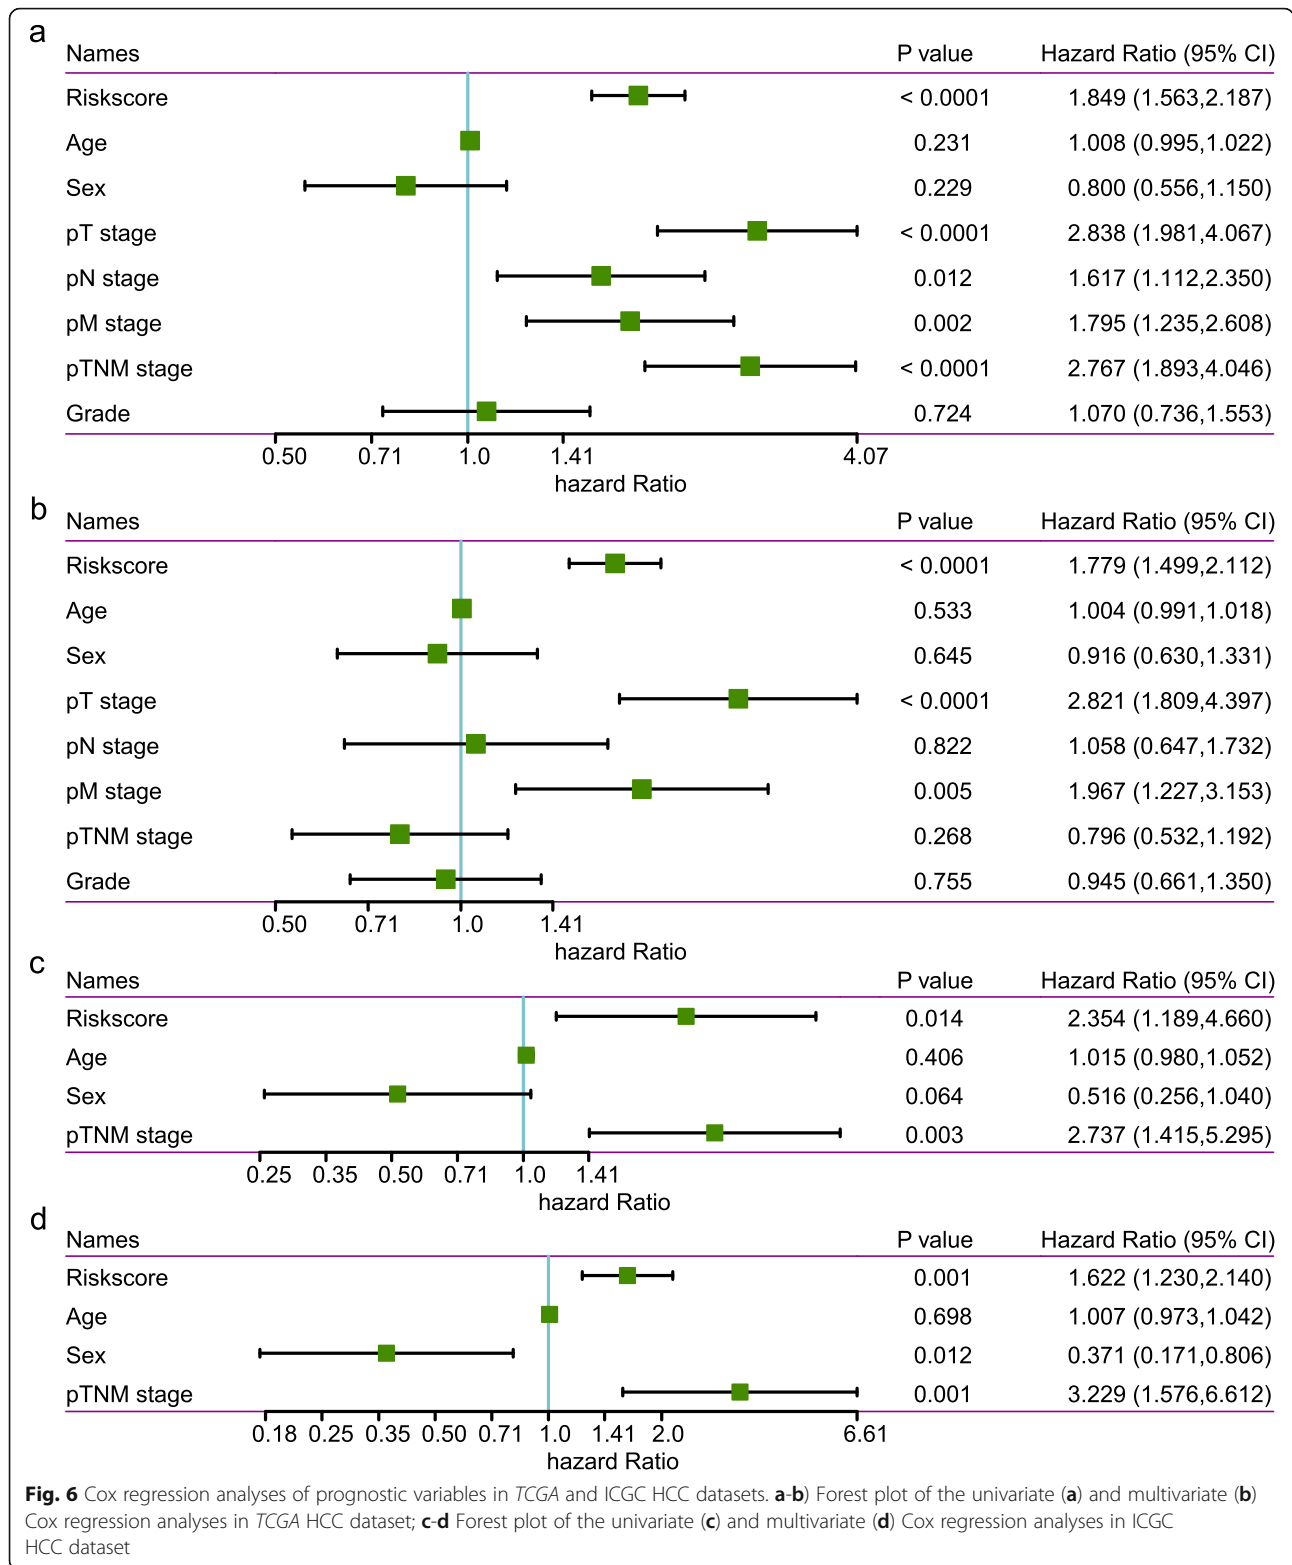 a
Names P value Hazard Ratio (95% CI)
Riskscore < 0.0001 1.849 (1.563,2.187)
Age 0.231 1.008 (0.995,1.022)
Sex 0.229 0.800 (0.556,1.150)
pT stage < 0.0001 2.838 (1.981,4.067)
pN stage 0.012 1.617 (1.112,2.350)
pM stage 0.002 1.795 (1.235,2.608)
pTNM stage < 0.0001 2.767 (1.893,4.046)
Grade 0.724 1.070 (0.736,1.553)
0.50 0.71 1.0 1.41 4.07
hazard Ratio
b
Names P value Hazard Ratio (95% CI)
Riskscore < 0.0001 1.779 (1.499,2.112)
Age 0.533 1.004 (0.991,1.018)
Sex 0.645 0.916 (0.630,1.331)
pT stage < 0.0001 2.821 (1.809,4.397)
pN stage 0.822 1.058 (0.647,1.732)
pM stage 0.005 1.967 (1.227,3.153)
pTNM stage 0.268 0.796 (0.532,1.192)
Grade 0.755 0.945 (0.661,1.350)
0.50 0.71 1.0 1.41
hazard Ratio
c
Names P value Hazard Ratio (95% CI)
Riskscore 0.014 2.354 (1.189,4.660)
Age 0.406 1.015 (0.980,1.052)
Sex 0.064 0.516 (0.256,1.040)
pTNM stage 0.003 2.737 (1.415,5.295)
0.25 0.35 0.50 0.71 1.0 1.41
hazard Ratio
d
Names P value Hazard Ratio (95% CI)
Riskscore 0.001 1.622 (1.230,2.140)
Age 0.698 1.007 (0.973,1.042)
Sex 0.012 0.371 (0.171,0.806)
pTNM stage 0.001 3.229 (1.576,6.612)
0.18 0.25 0.35 0.50 0.71 1.0 1.41 2.0 6.61
hazard Ratio
Fig. 6 Cox regression analyses of prognostic variables in TCGA and ICGC HCC datasets. a-b) Forest plot of the univariate (a) and multivariate (b)
Cox regression analyses in TCGA HCC dataset; c-d Forest plot of the univariate (c) and multivariate (d) Cox regression analyses in ICGC
HCC dataset